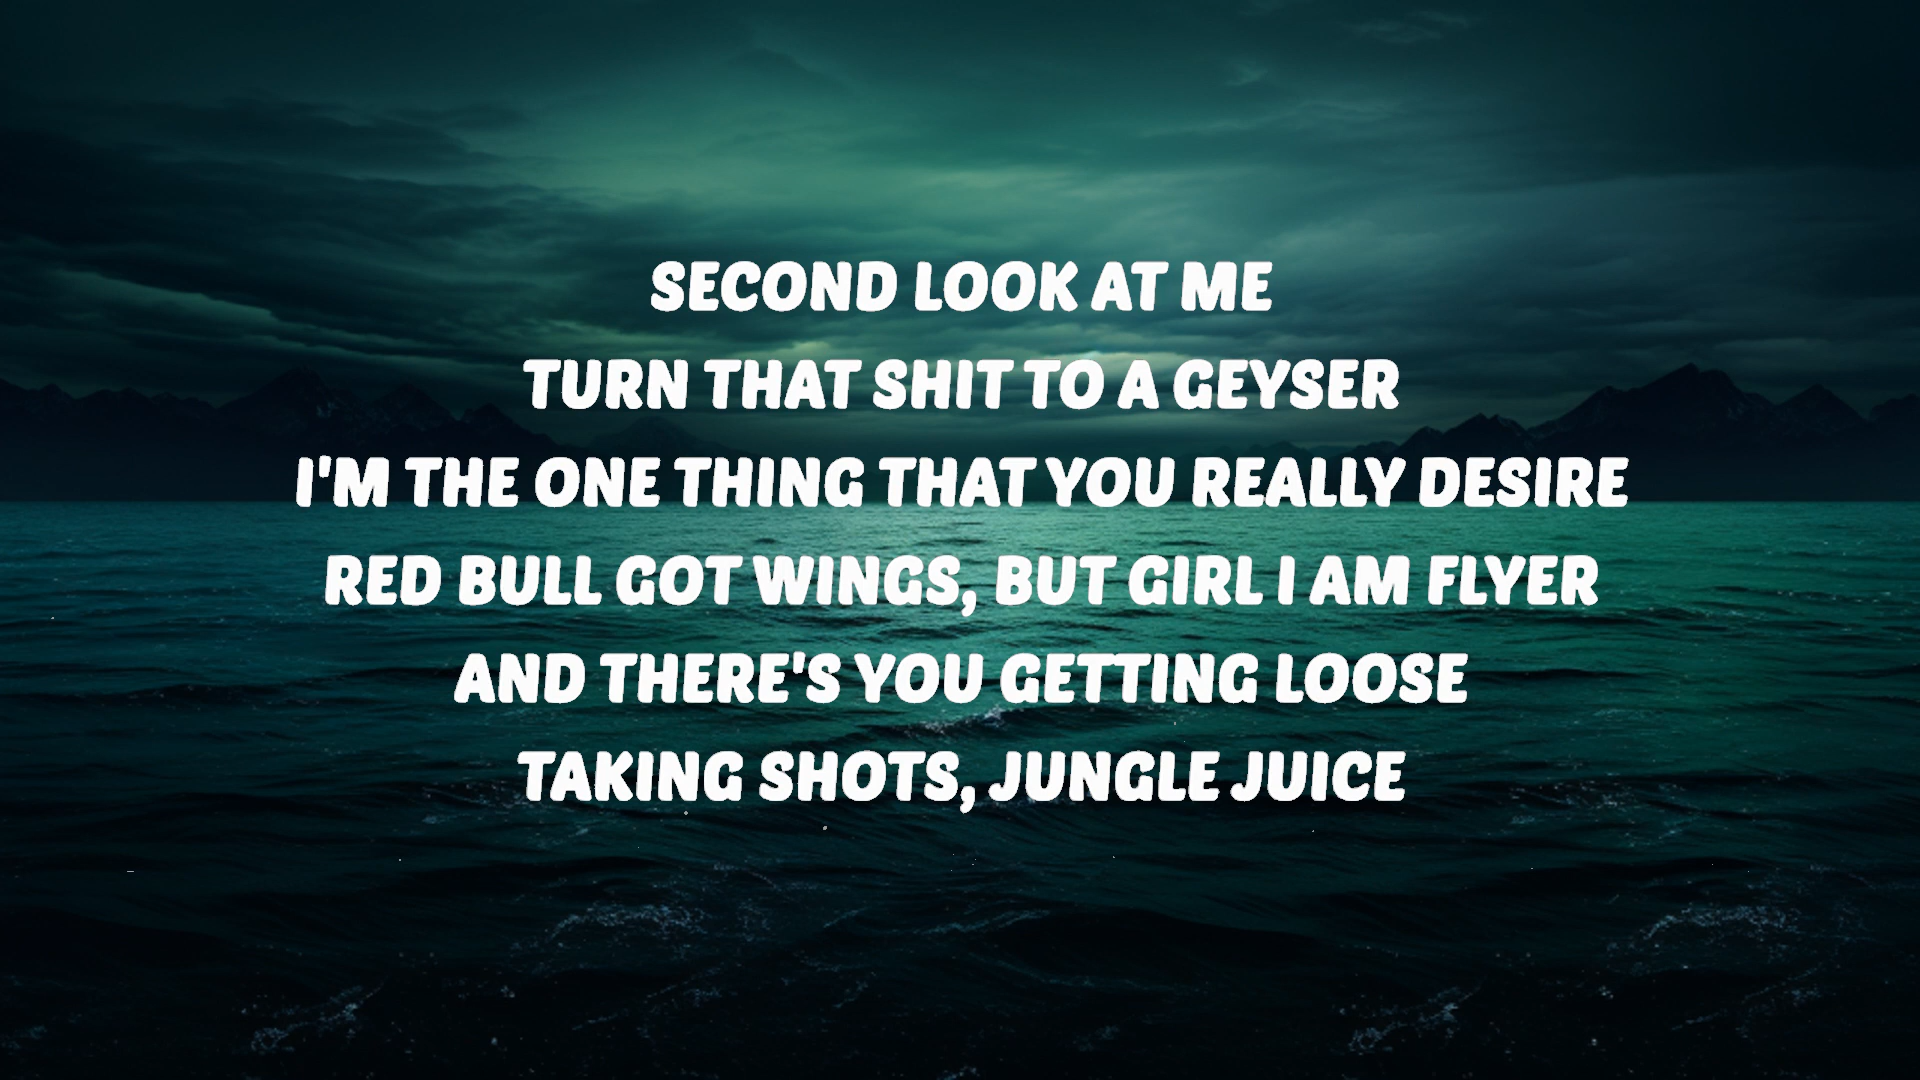 SECOND LOOK AT ME
TURN THAT SHIT TO A GEYSER
I'M THE ONE THING THAT YOU REALLY DESIRE
RED BULL GOT WINGS, BUT GIRL I AM FLYER
AND THERE'S YOU GETTING LOOSE
TAKING SHOTS, JUNGLE JUICE